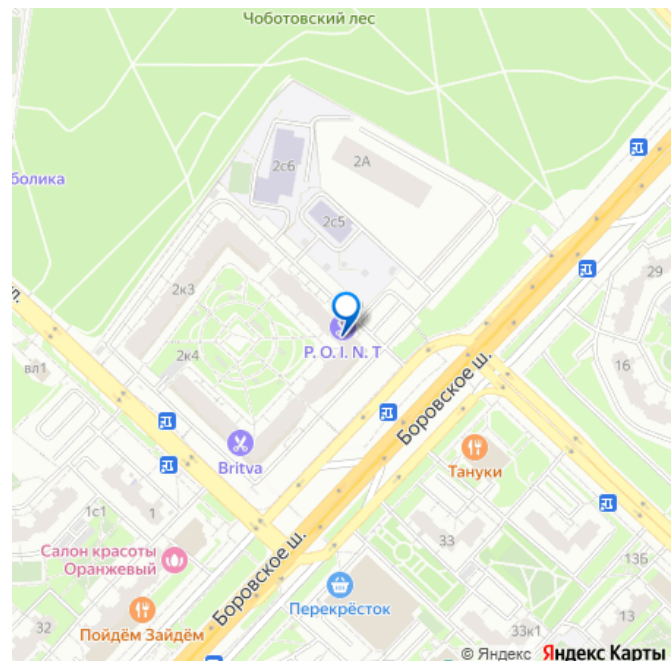 Чоботовский лес
2с6
2А
болика
2с5
29
2к3
л.
P. O. I. N. T
16
вл1
2к4
Боровское ш.
Britva
Тануки
1с1
1
33
Салон красоты
Оранжевый
13Б
Боровское ш.
Перекрёсток
Пойдём Зайдём
32
13
33к1
© Яндекс Яндекс Карты